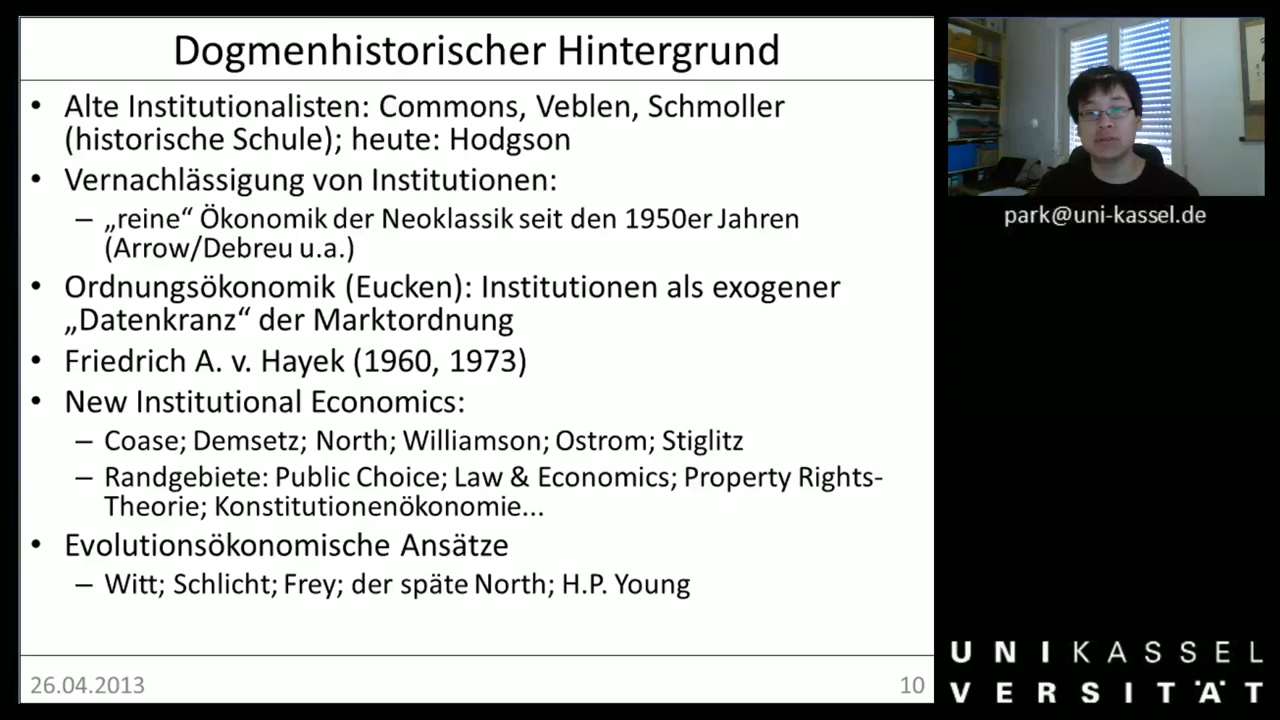 Dogmenhistorischer Hintergrund
• Alte Institutionalisten: Commons, Veblen, Schmoller
(historische Schule); heute: Hodgson
• Vernachlässigung von Institutionen:
– „reine“ Ökonomik der Neoklassik seit den 1950er Jahren
(Arrow/Debreu u.a.)
• Ordnungsökonomik (Eucken): Institutionen als exogener
„Datenkranz“ der Marktordnung
• Friedrich A. v. Hayek (1960, 1973)
• New Institutional Economics:
– Coase; Demsetz; North; Williamson; Ostrom; Stiglitz
– Randgebiete: Public Choice; Law & Economics; Property Rights-
Theorie; Konstitutionenökonomie...
• Evolutionsökonomische Ansätze
– Witt; Schlicht; Frey; der späte North; H.P. Young
26.04.2013
10
park@uni-kassel.de
UNIKASSEL
VERSITÄT